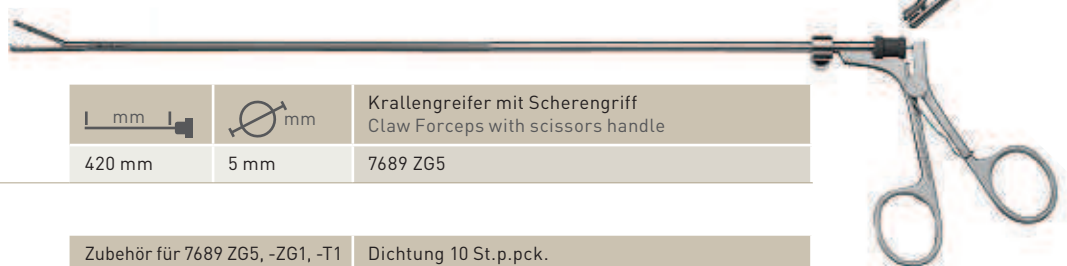 mm
mm
Krallengreifer mit Scherengriff
Claw Forceps with scissors handle
420 mm
5 mm
7689 ZG5
Zubehör für 7689 ZG5, -ZG1, -T1
Dichtung 10 St.p.pck.